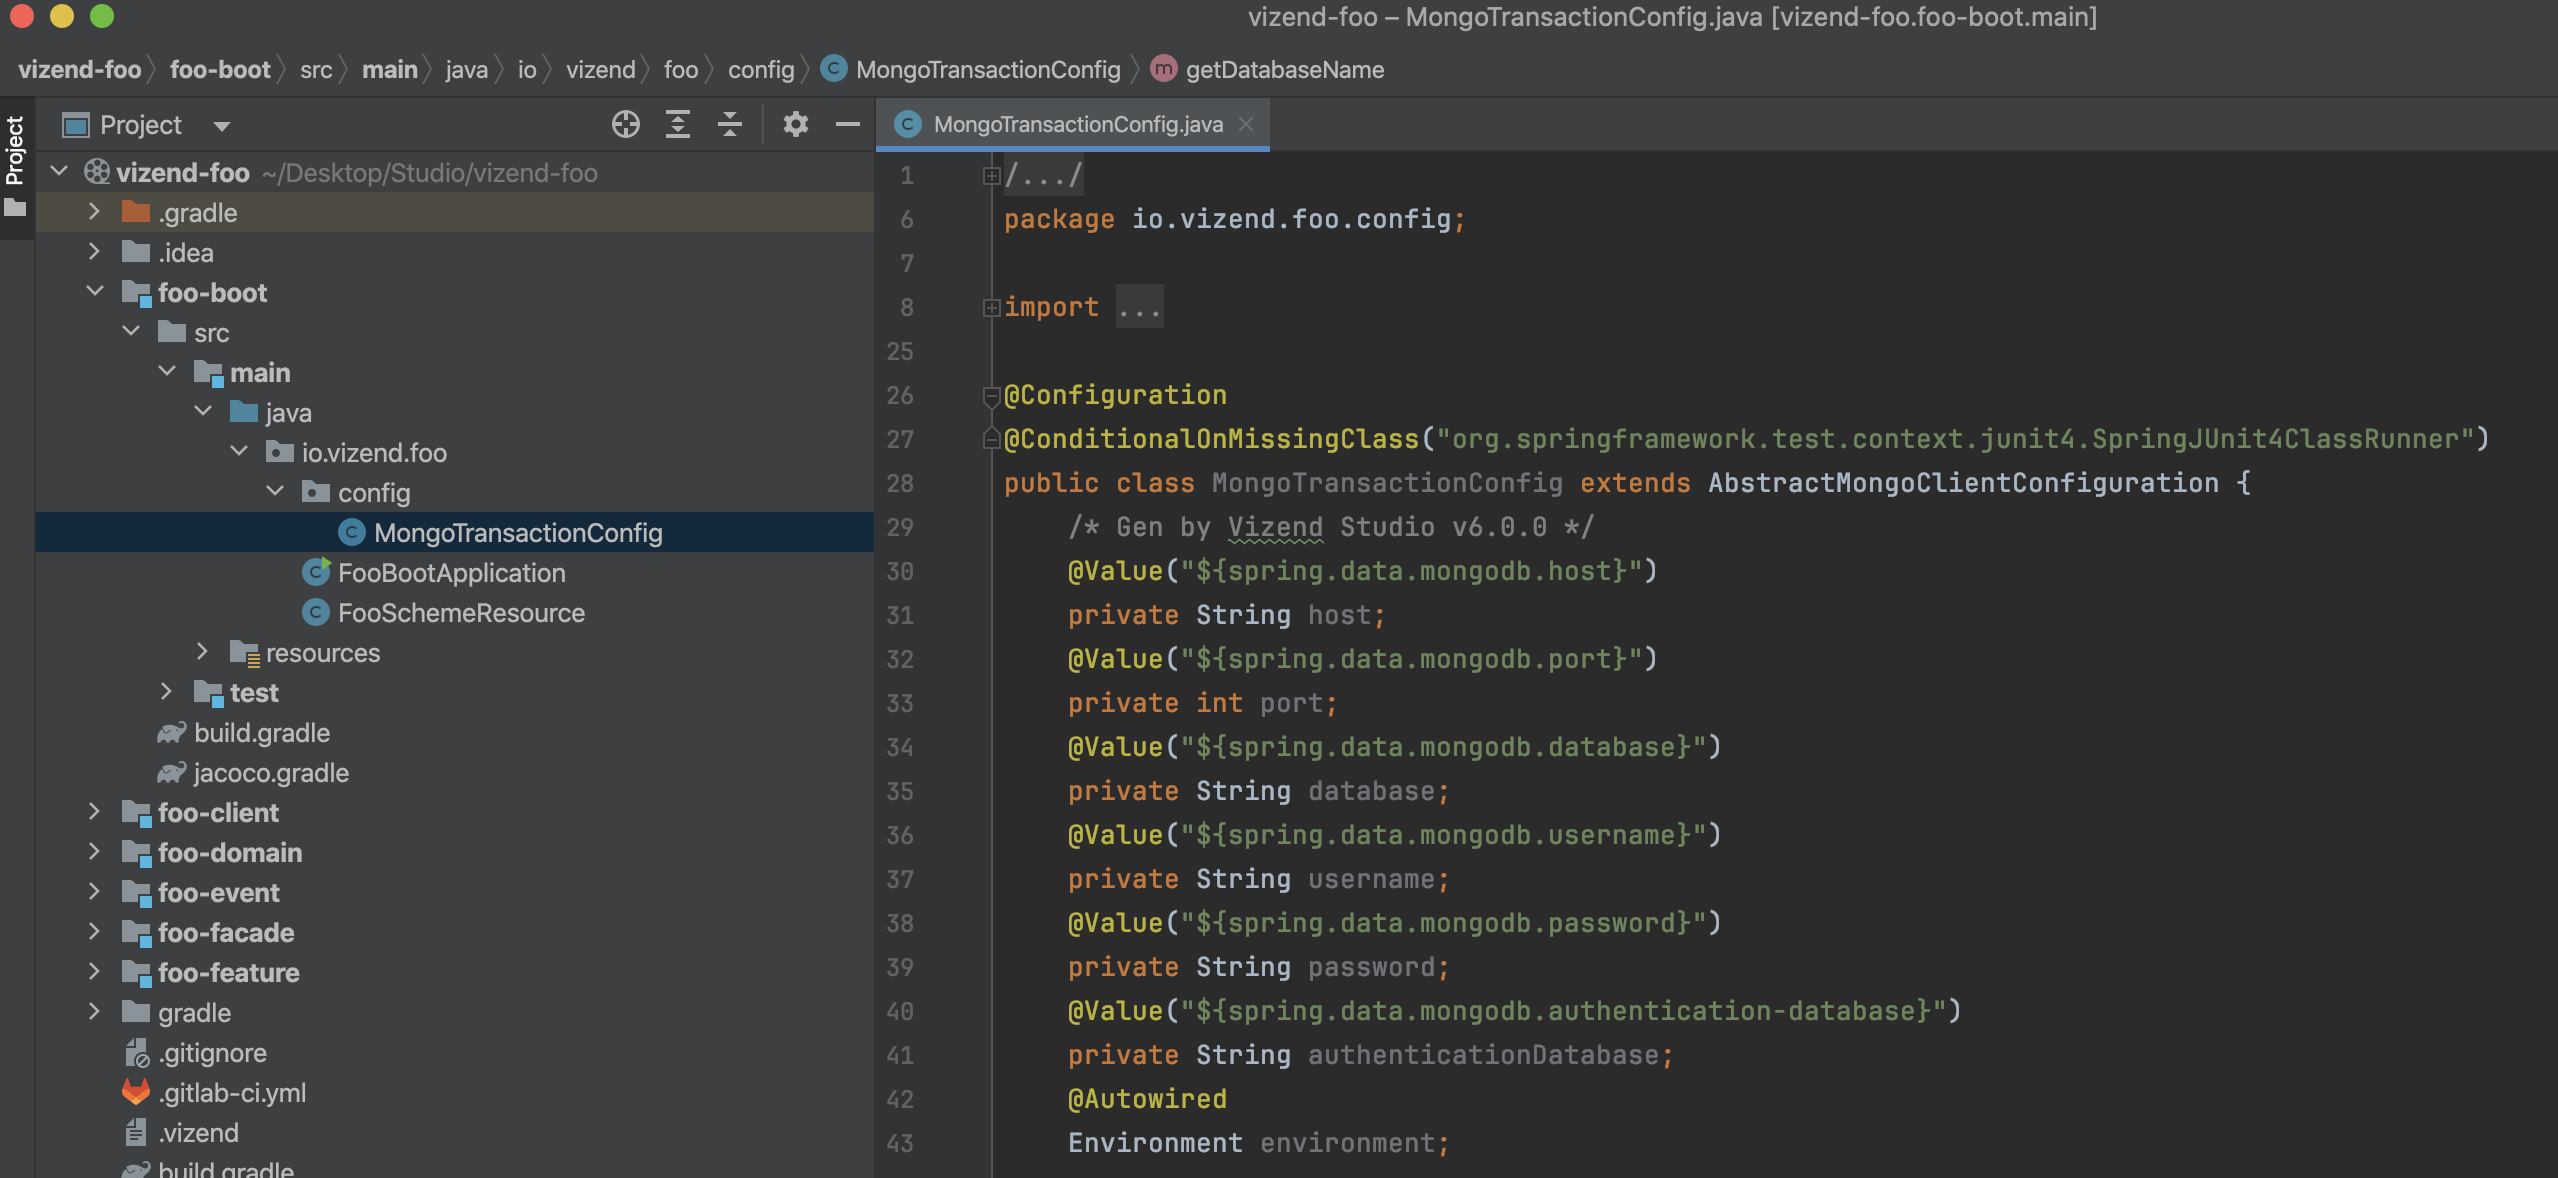 vizend-foo – MongoTransactionConfig.java [vizend-foo.foo-boot.main]
vizend-foo foo-boot src main java io vizend foo config MongoTransactionConfig getDatabaseName
Project
Project
MongoTransactionConfig.java
vizend-foo ~/Desktop/Studio/vizend-foo
.gradle
.idea
foo-boot
src
main
java
io.vizend.foo
config
MongoTransactionConfig
FooBootApplication
FooSchemeResource
resources
test
build.gradle
jacoco.gradle
foo-client
foo-domain
foo-event
foo-facade
foo-feature
gradle
.gitignore
.gitlab-ci.yml
.vizend
build.gradle
1 /.../
6 package io.vizend.foo.config;
7
8 import ...
25
26 @Configuration
27 @ConditionalOnMissingClass("org.springframework.test.context.junit4.SpringJUnit4ClassRunner")
28 public class MongoTransactionConfig extends AbstractMongoClientConfiguration {
29 /* Gen by Vizend Studio v6.0.0 */
30 @Value("${spring.data.mongodb.host}")
31 private String host;
32 @Value("${spring.data.mongodb.port}")
33 private int port;
34 @Value("${spring.data.mongodb.database}")
35 private String database;
36 @Value("${spring.data.mongodb.username}")
37 private String username;
38 @Value("${spring.data.mongodb.password}")
39 private String password;
40 @Value("${spring.data.mongodb.authentication-database}")
41 private String authenticationDatabase;
42 @Autowired
43 Environment environment;